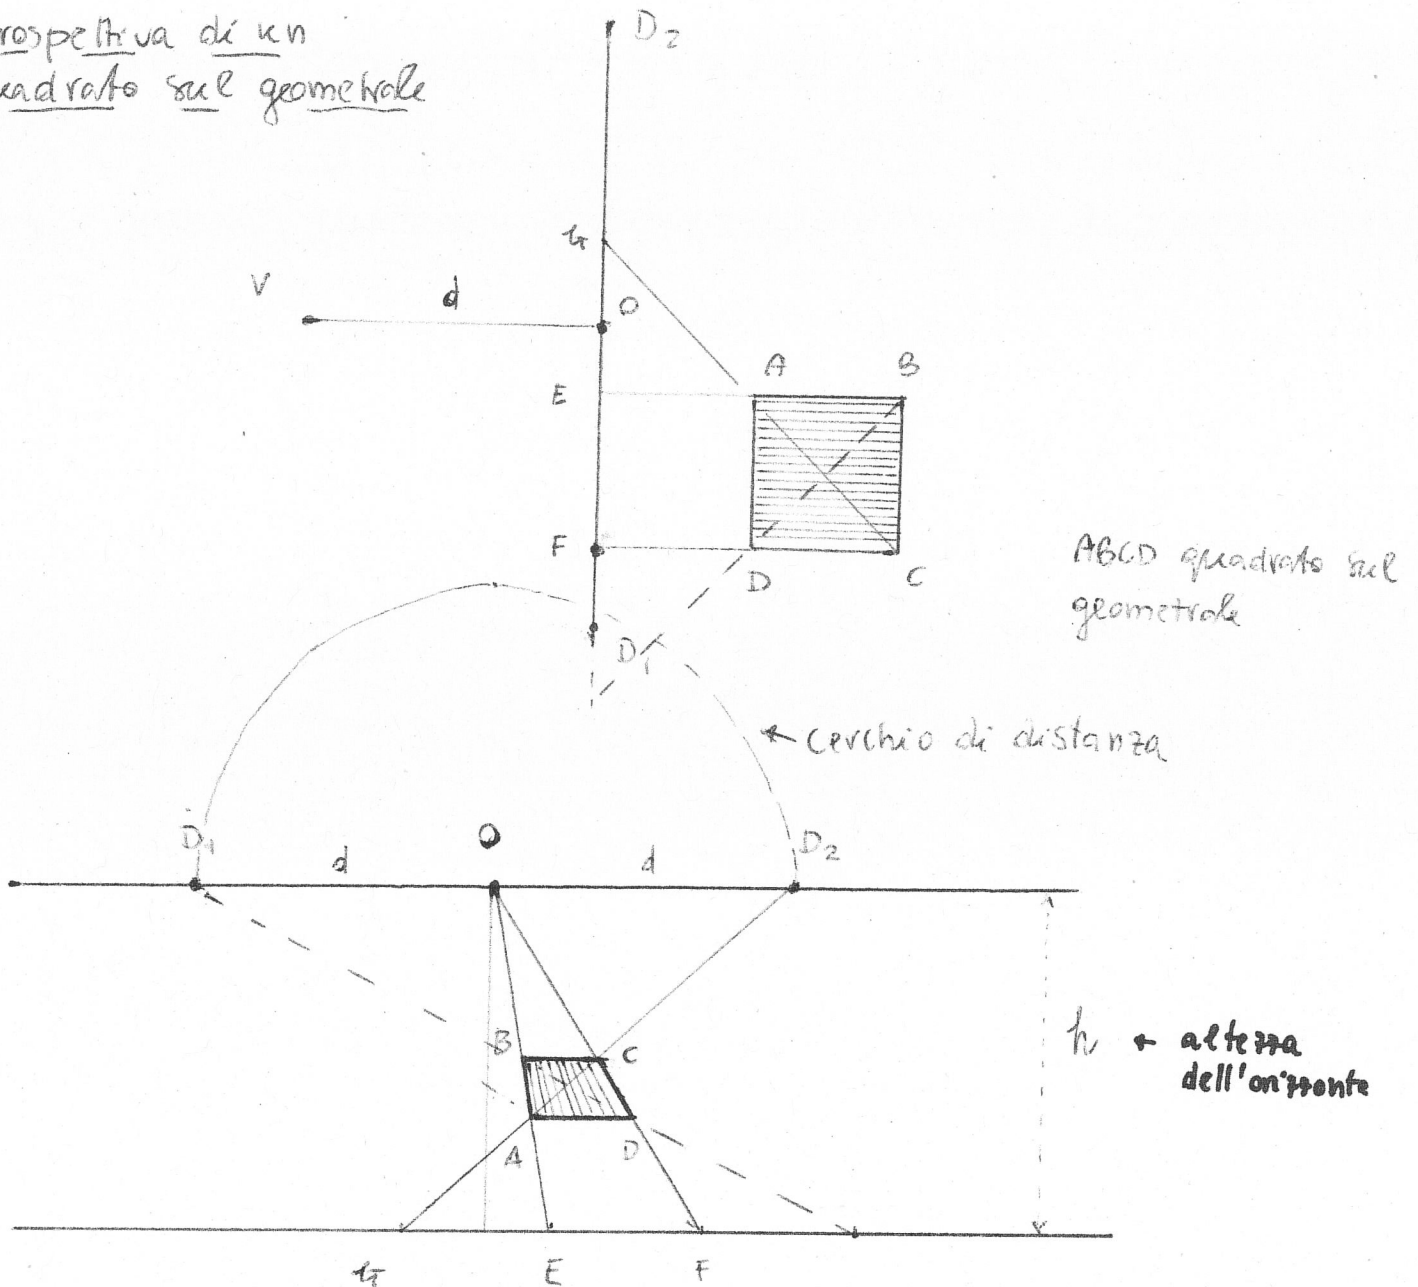 rospettiva di un
uadrato sul geometrale
D2
G
V
d
O
E
A
B
F
D
C
ABCD quadrato sul
geometrale
D1
cerchio di distanza
D1
d
O
d
D2
B
C
h ← altezza
dell'orizzonte
A
D
G
E
F